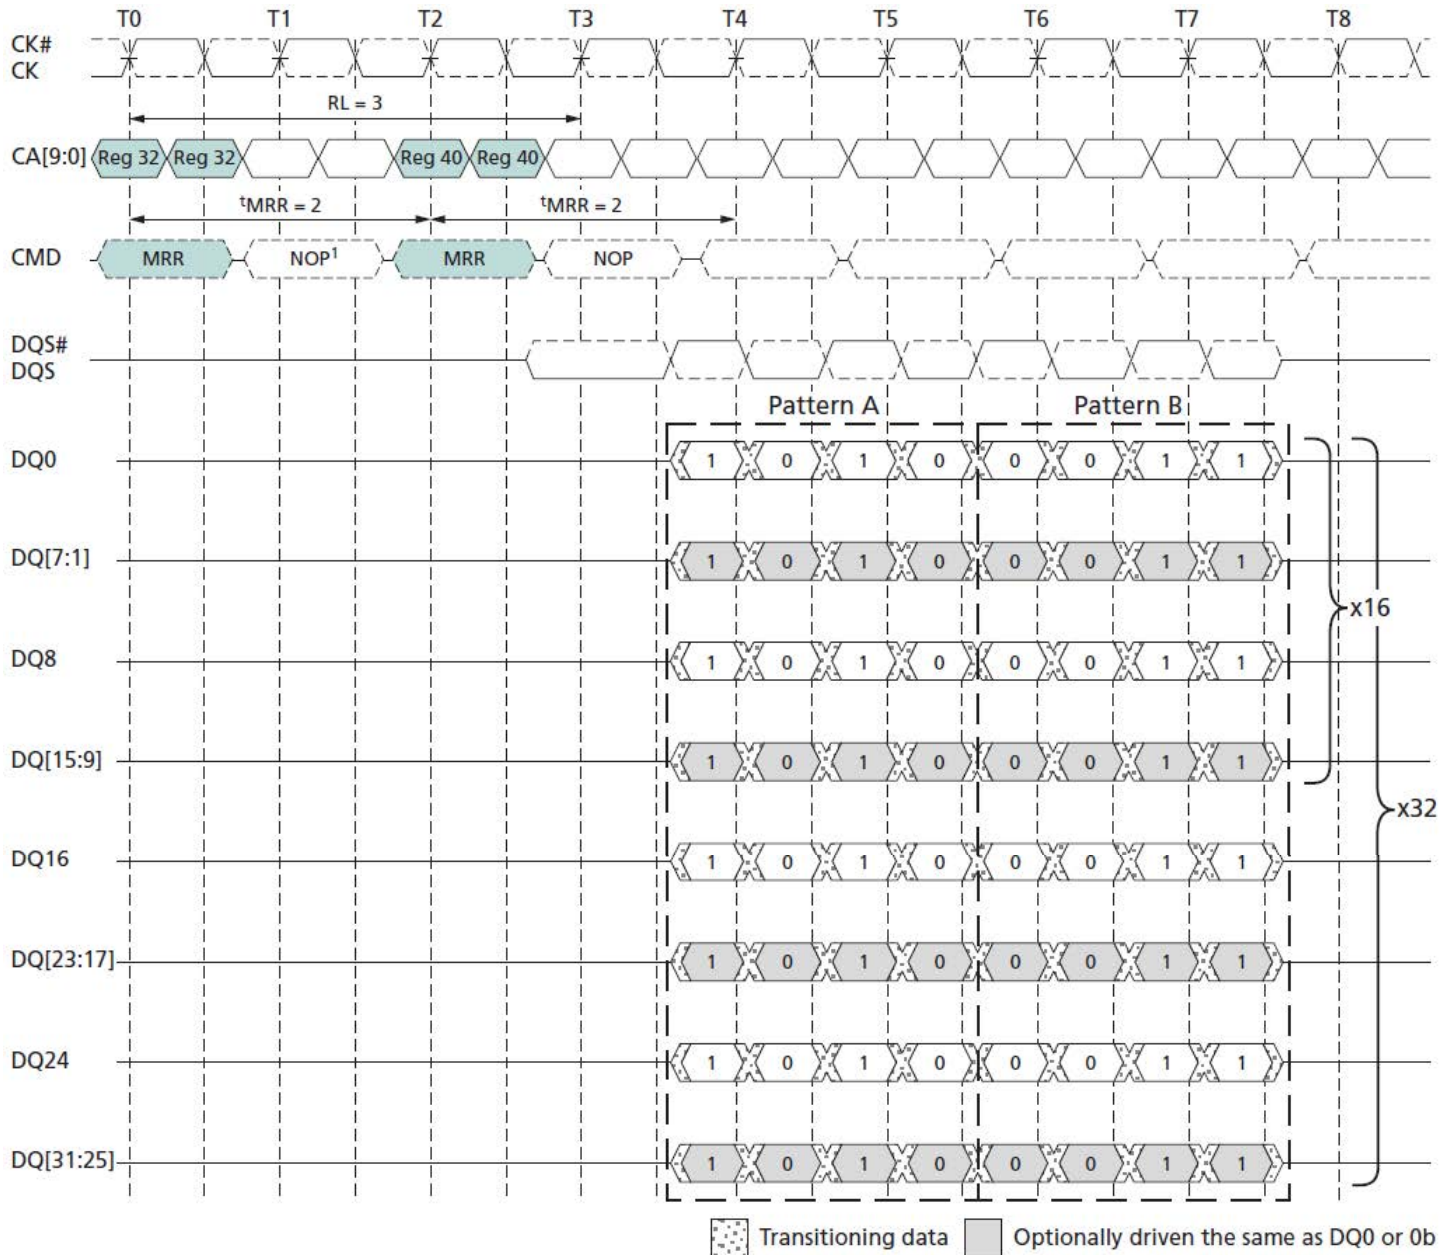 T0 T1 T2 T3 T4 T5 T6 T7 T8
CK#
CK
RL = 3
CA[9:0] Reg 32 Reg 32 Reg 40 Reg 40
tMRR = 2 tMRR = 2
CMD MRR NOP1 MRR NOP
DQS#
DQS
Pattern A Pattern B
DQ0 1 0 1 0 0 0 1 1
DQ[7:1] 1 0 1 0 0 0 1 1
x16
DQ8 1 0 1 0 0 0 1 1
DQ[15:9] 1 0 1 0 0 0 1 1
x32
DQ16 1 0 1 0 0 0 1 1
DQ[23:17] 1 0 1 0 0 0 1 1
DQ24 1 0 1 0 0 0 1 1
DQ[31:25] 1 0 1 0 0 0 1 1
Transitioning data Optionally driven the same as DQ0 or 0b